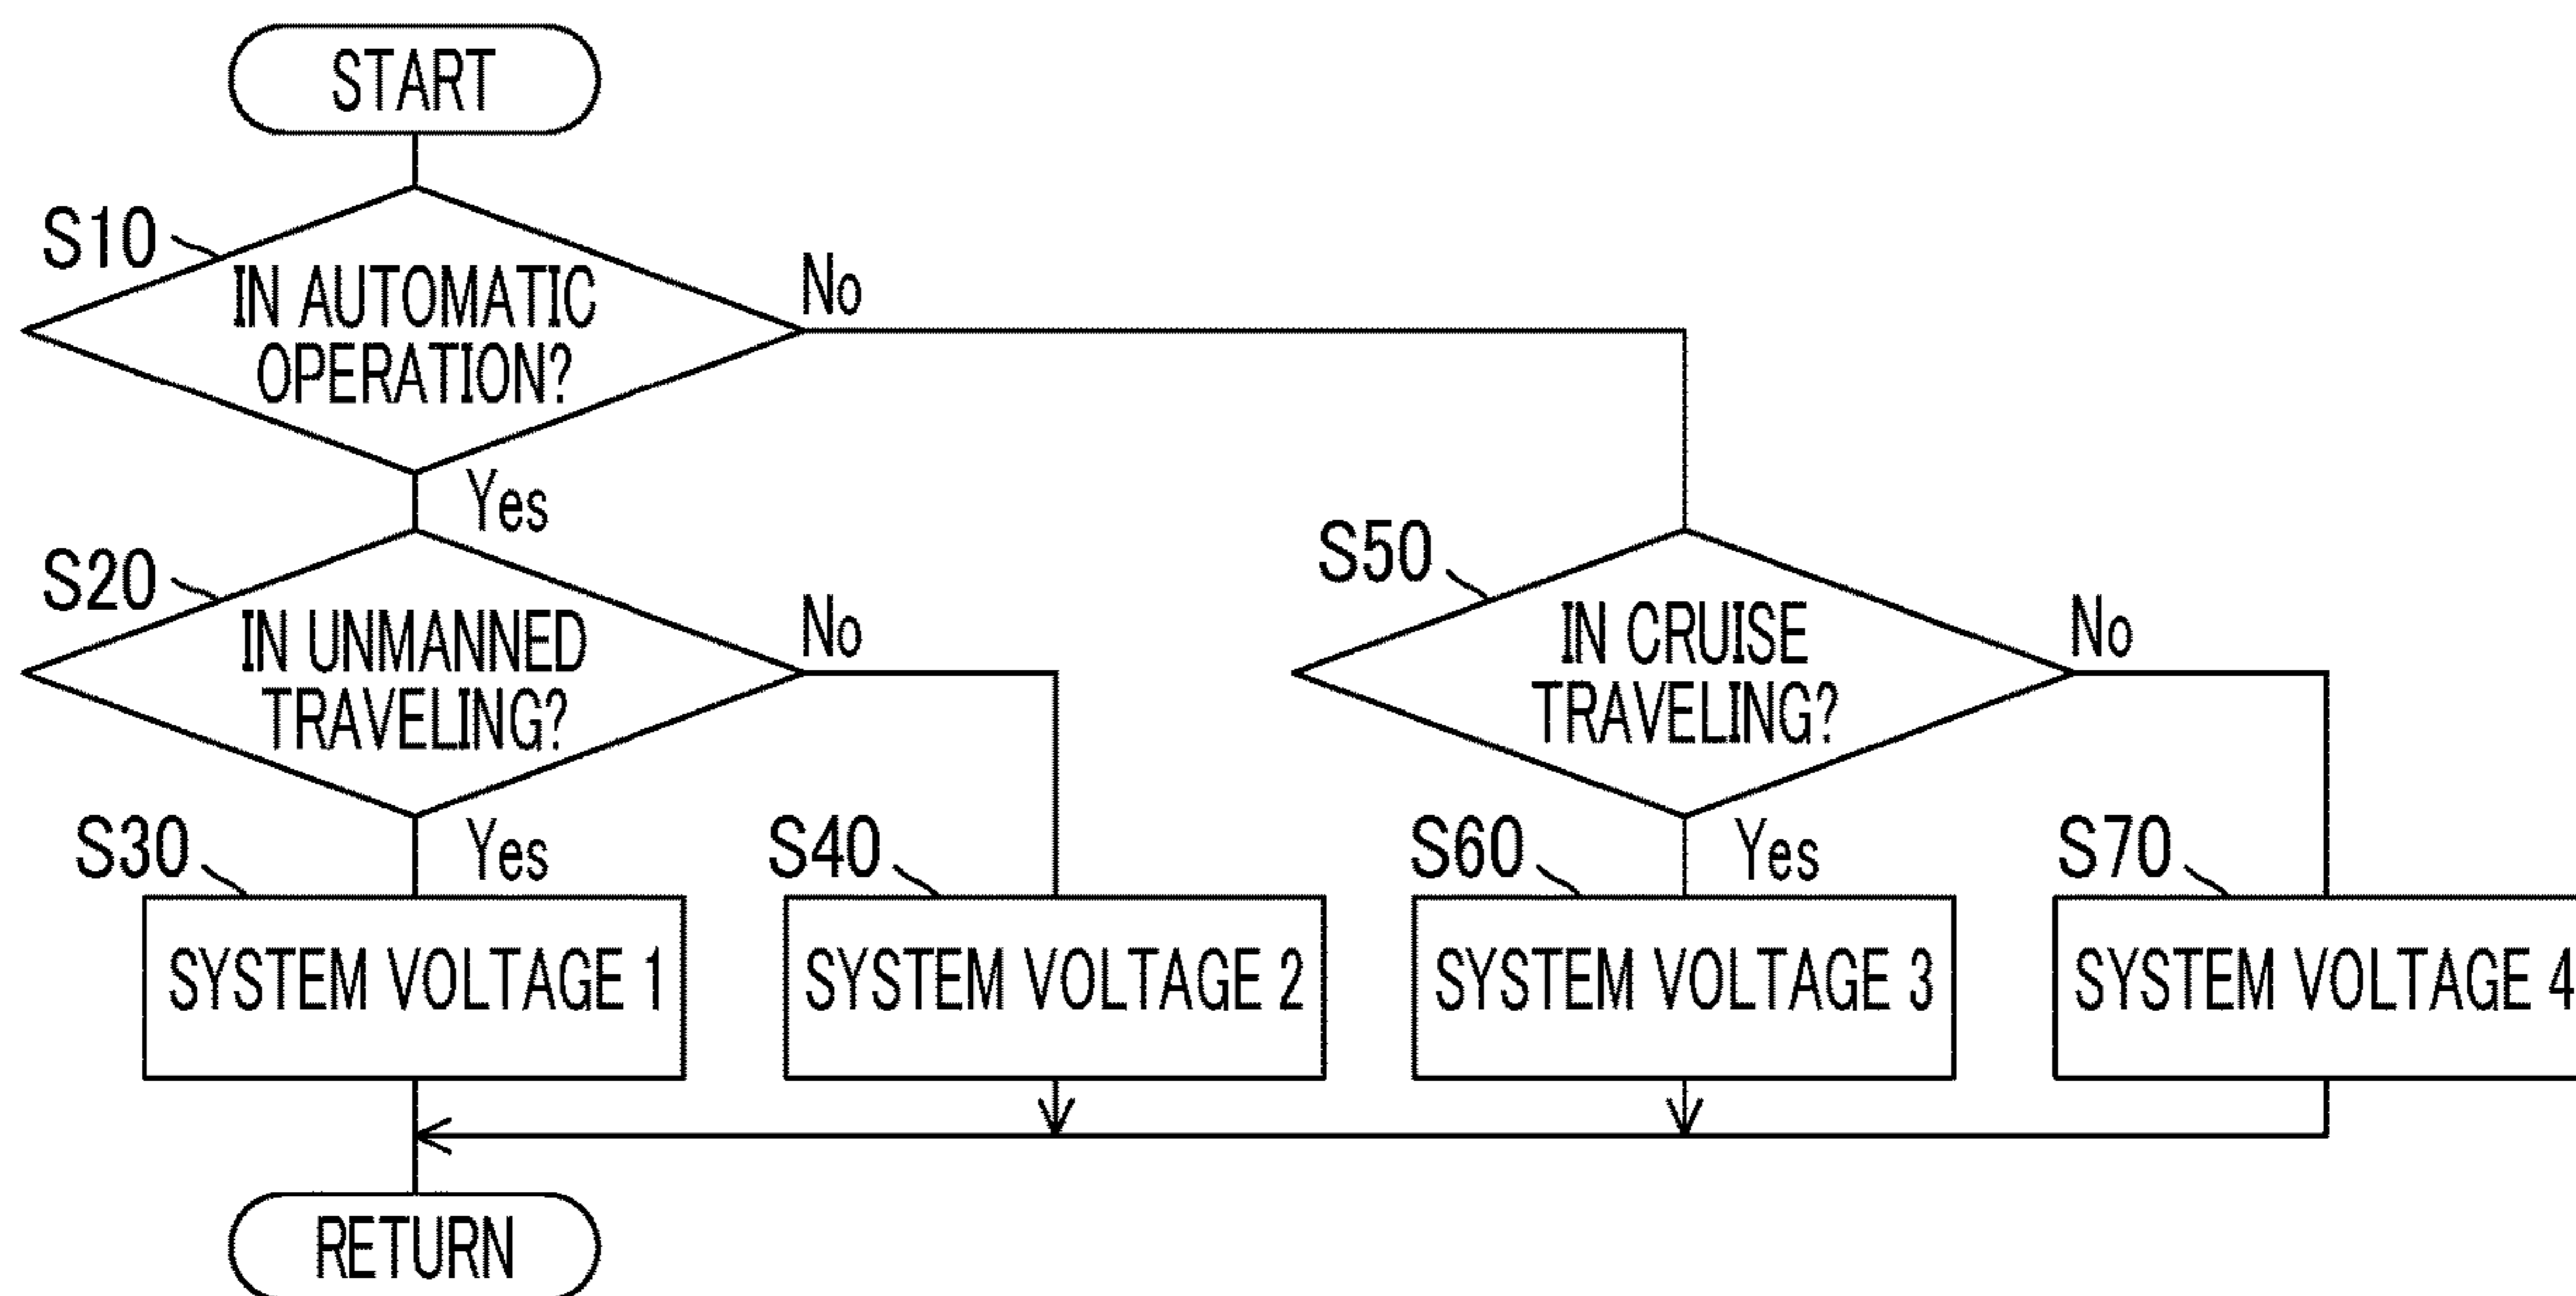 START
S10
IN AUTOMATIC
OPERATION?
No
Yes
S20
IN UNMANNED
TRAVELING?
No
Yes
S50
IN CRUISE
TRAVELING?
No
Yes
S30
SYSTEM VOLTAGE 1
S40
SYSTEM VOLTAGE 2
S60
SYSTEM VOLTAGE 3
S70
SYSTEM VOLTAGE 4
RETURN